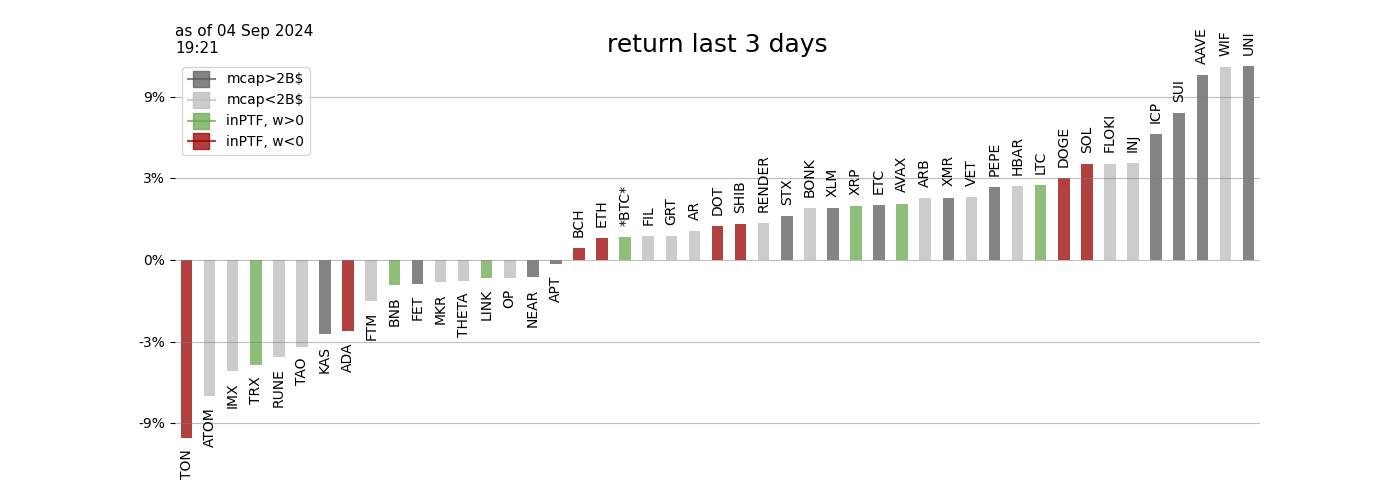 as of 04 Sep 2024
19:21
return last 3 days
mcap>2B$
mcap<2B$
inPTF, w>0
inPTF, w<0
9%
3%
0%
-3%
-9%
TON
ATOM
IMX
TRX
RUNE
TAO
KAS
ADA
FTM
BNB
FET
MKR
THETA
LINK
OP
NEAR
APT
BCH
ETH
*BTC*
FIL
GRT
AR
DOT
SHIB
RENDER
STX
BONK
XLM
XRP
ETC
AVAX
ARB
XMR
VET
PEPE
HBAR
LTC
DOGE
SOL
FLOKI
INJ
ICP
SUI
AAVE
WIF
UNI